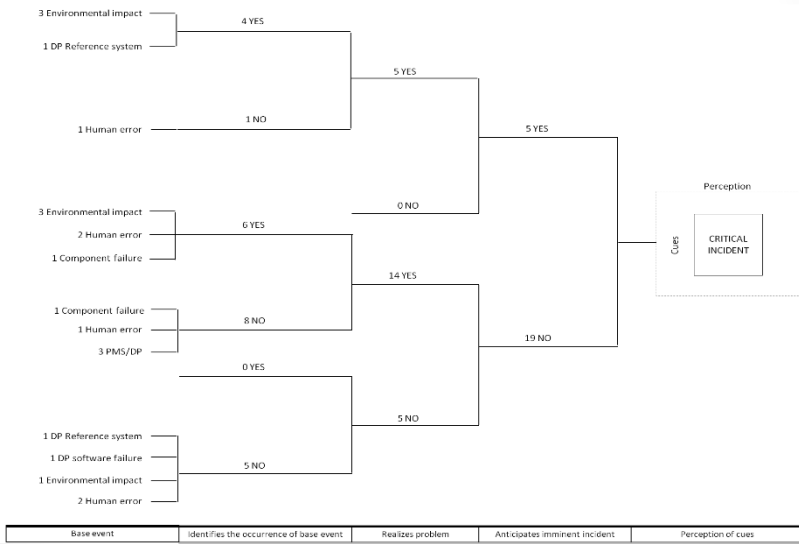 3 Environmental impact
4 YES
1 DP Reference system
5 YES
1 Human error
1 NO
5 YES
Perception
3 Environmental impact
0 NO
2 Human error
6 YES
1 Component failure
Cues
CRITICAL
INCIDENT
14 YES
1 Component failure
8 NO
1 Human error
3 PMS/DP
19 NO
0 YES
5 NO
1 DP Reference system
1 DP software failure
5 NO
1 Environmental impact
2 Human error
Base event
Identifies the occurrence of base event
Realizes problem
Anticipates imminent incident
Perception of cues